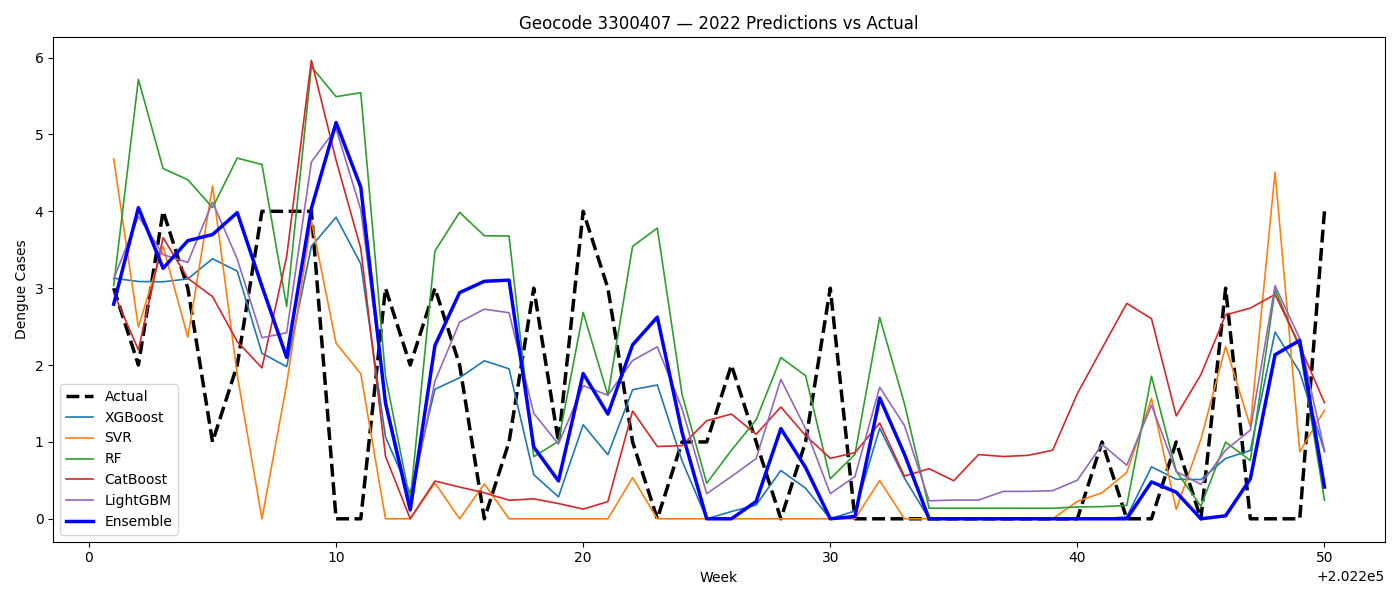 Geocode 3300407 — 2022 Predictions vs Actual
Dengue Cases
6
5
4
3
2
1
0
Actual
XGBoost
SVR
RF
CatBoost
LightGBM
Ensemble
0
10
20
30
40
50
Week
+2.022e5